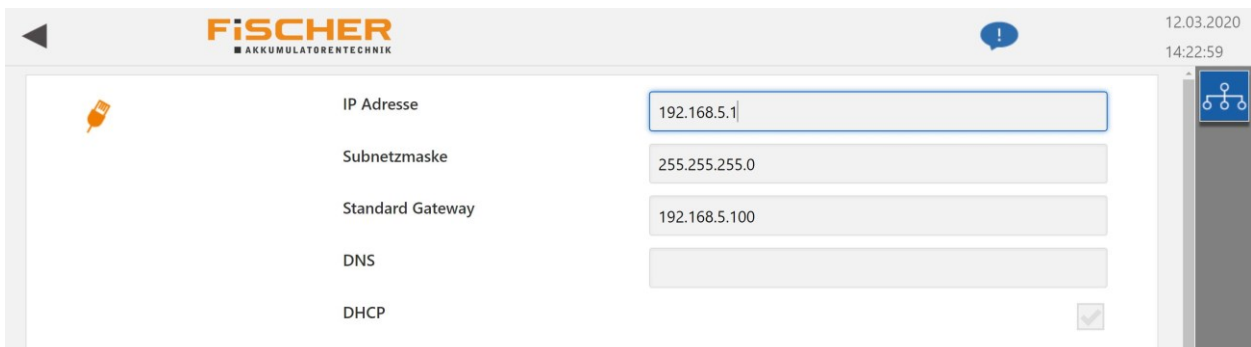 FiSCHER
AKKUMULATORENTECHNIK
!
12.03.2020
14:22:59
IP Adresse
192.168.5.1
Subnetzmaske
255.255.255.0
Standard Gateway
192.168.5.100
DNS
DHCP